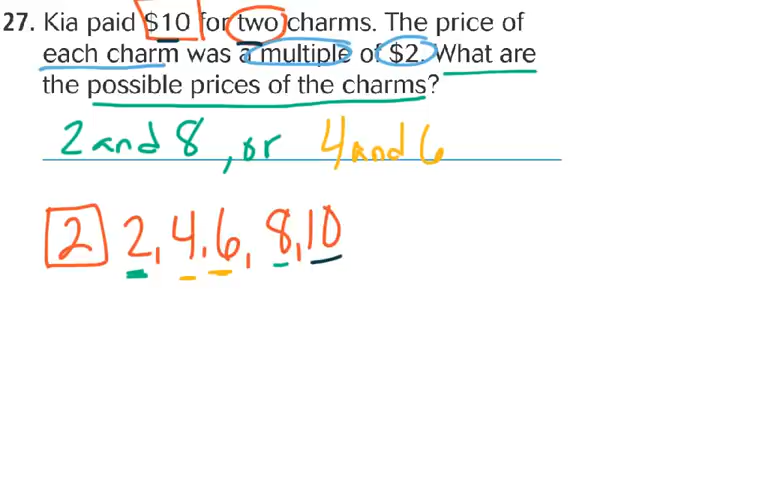 27. Kia paid $10 for two charms. The price of
each charm was a multiple of $2. What are
the possible prices of the charms?
2 and 8, or 4 and 6
2 2, 4, 6, 8, 10